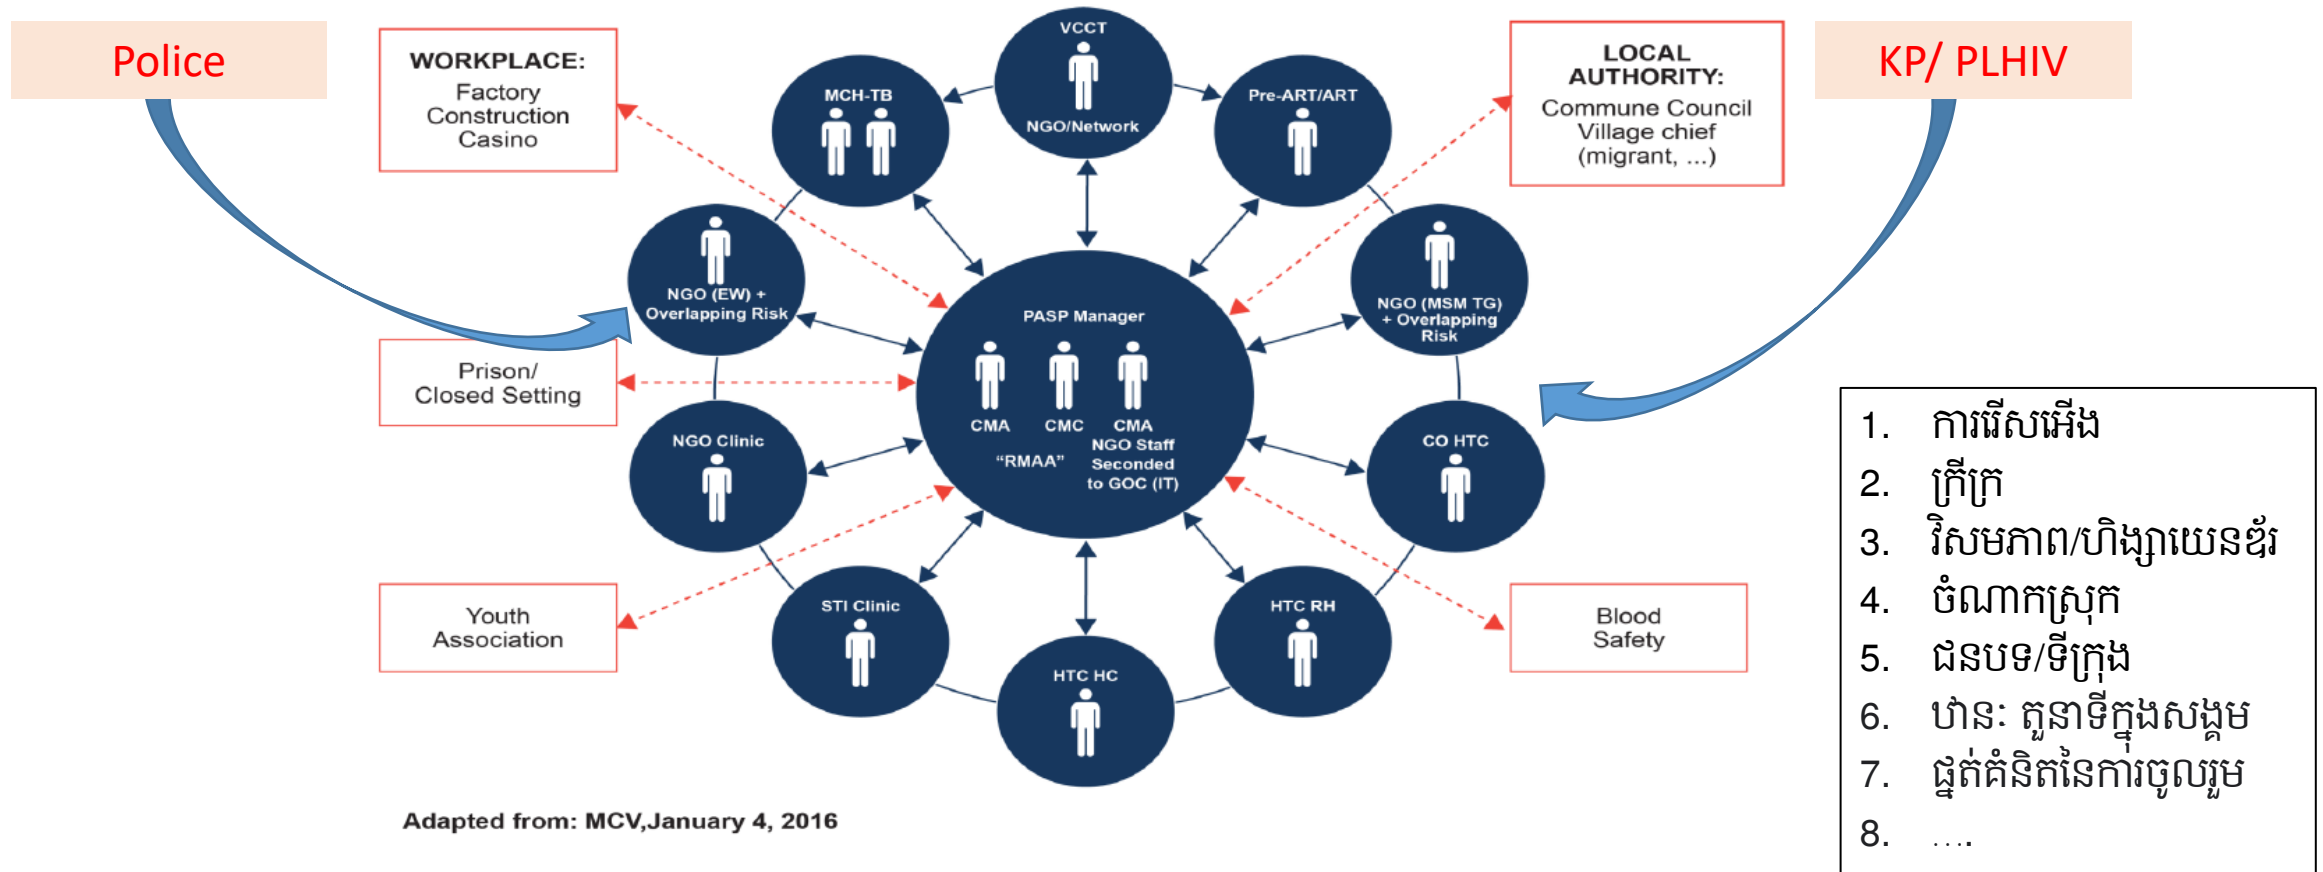 Police
WORKPLACE:
Factory
Construction
Casino
VCCT
NGO/Network
MCH-TB
Pre-ART/ART
LOCAL
AUTHORITY:
Commune Council
Village chief
(migrant, ...)
KP/ PLHIV
NGO (EW) +
Overlapping Risk
NGO (MSM TG)
+ Overlapping
Risk
PASP Manager
CMA
CMC
CMA
NGO Staff
Seconded
to GOC (IT)
“RMAA”
Prison/
Closed Setting
NGO Clinic
CO HTC
Youth
Association
STI Clinic
HTC HC
HTC RH
Blood
Safety
1. ការរើសអើង
2. ក្រីក្រ
3. វិសមភាព/ហិង្សាយេនឌ័រ
4. ចំណាកស្រុក
5. ជនបទ/ទីក្រុង
6. ឋានៈ តួនាទីក្នុងសង្គម
7. ផ្នត់គំនិតនៃការចូលរួម
8. ….
Adapted from: MCV,January 4, 2016